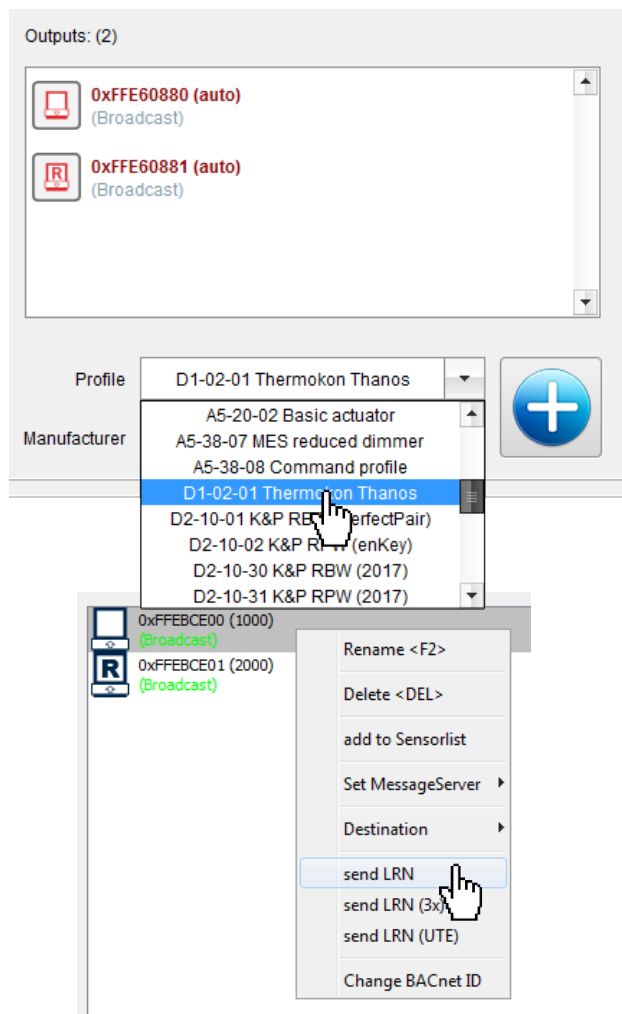 Outputs: (2)
0xFFE60880 (auto)
(Broadcast)
R
0xFFE60881 (auto)
(Broadcast)
Profile
D1-02-01 Thermokon Thanos
Manufacturer
A5-20-02 Basic actuator
A5-38-07 MES reduced dimmer
A5-38-08 Command profile
D1-02-01 Thermokon Thanos
D2-10-01 K&P erfectPair)
D2-10-02 K&P (enKey)
D2-10-30 K&P RBW (2017)
D2-10-31 K&P RPW (2017)
0xFFEBCE00 (1000)
(Broadcast)
R
0xFFEBCE01 (2000)
(Broadcast)
Rename <F2>
Delete <DEL>
add to Sensorlist
Set MessageServer
Destination
send LRN
send LRN (3x)
send LRN (UTE)
Change BACnet ID